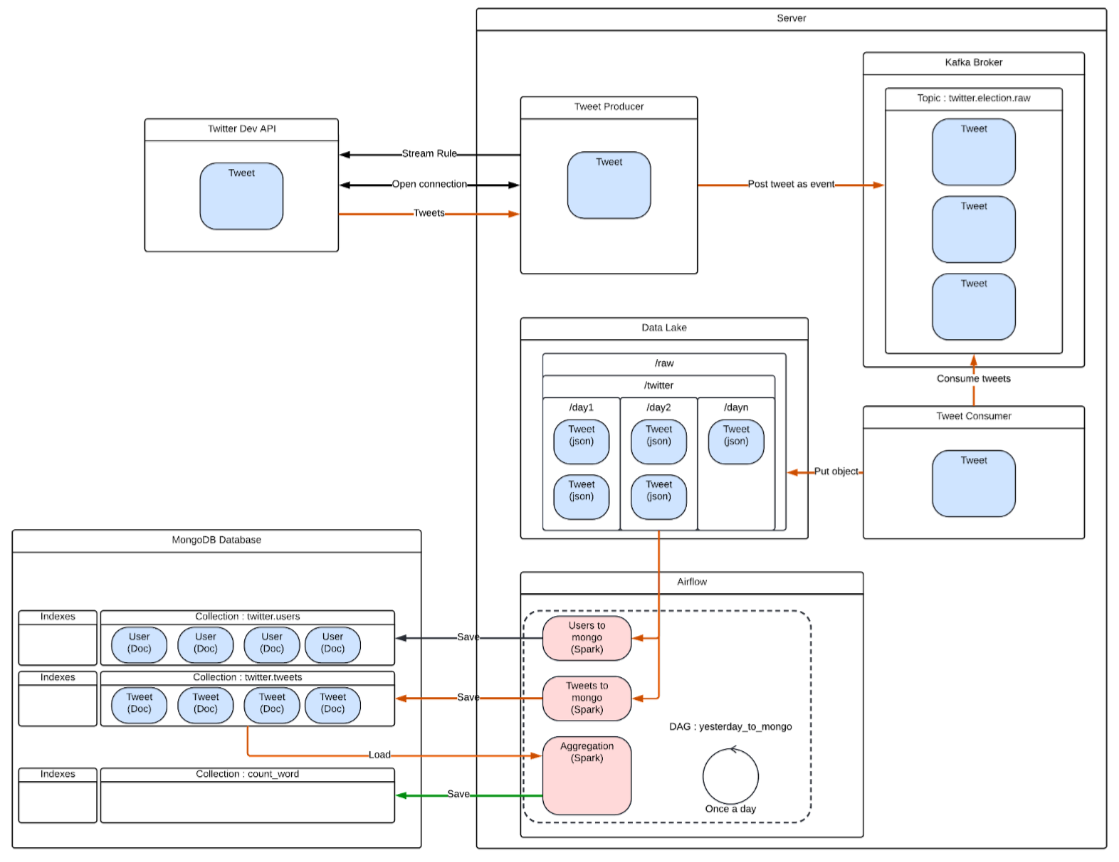 Server
Kafka Broker
Topic : twitter.election.raw
Tweet
Tweet
Tweet
Tweet Producer
Tweet
Twitter Dev API
Tweet
Stream Rule
Open connection
Tweets
Post tweet as event
Consume tweets
Tweet Consumer
Tweet
Put object
Data Lake
/raw
/twitter
/day1
/day2
/dayn
Tweet
(json)
Tweet
(json)
Tweet
(json)
Tweet
(json)
Tweet
(json)
MongoDB Database
Indexes
Collection : twitter.users
User
(Doc)
User
(Doc)
User
(Doc)
User
(Doc)
Indexes
Collection : twitter.tweets
Tweet
(Doc)
Tweet
(Doc)
Tweet
(Doc)
Tweet
(Doc)
Indexes
Collection : count_word
Save
Save
Load
Save
Airflow
Users to
mongo
(Spark)
Tweets to
mongo
(Spark)
Aggregation
(Spark)
DAG : yesterday_to_mongo
Once a day